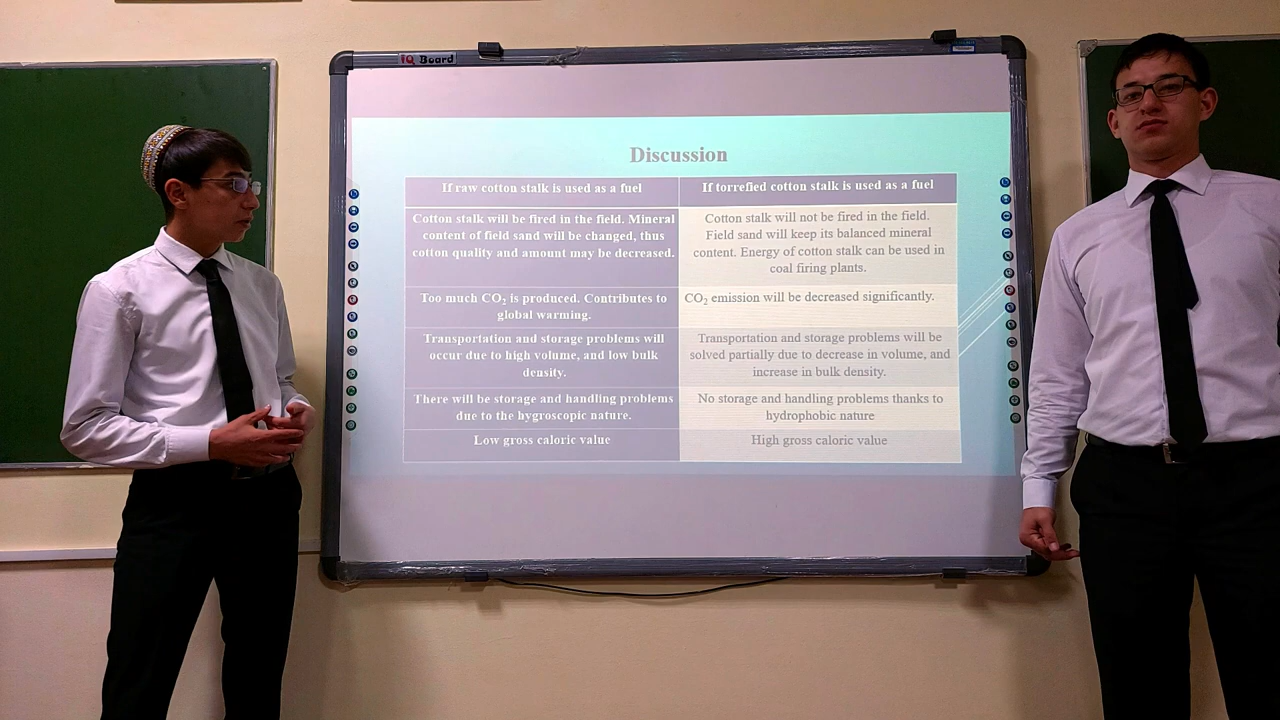 IQ Board
Discussion
If raw cotton stalk is used as a fuel
If torrefied cotton stalk is used as a fuel
Cotton stalk will be fired in the field. Mineral
content of field sand will be changed, thus
cotton quality and amount may be decreased.
Cotton stalk will not be fired in the field.
Field sand will keep its balanced mineral
content. Energy of cotton stalk can be used in
coal firing plants.
Too much CO₂ is produced. Contributes to
global warming.
CO₂ emission will be decreased significantly.
Transportation and storage problems will
occur due to high volume, and low bulk
density.
Transportation and storage problems will be
solved partially due to decrease in volume, and
increase in bulk density.
There will be storage and handling problems
due to the hygroscopic nature.
No storage and handling problems thanks to
hydrophobic nature
Low gross caloric value
High gross caloric value